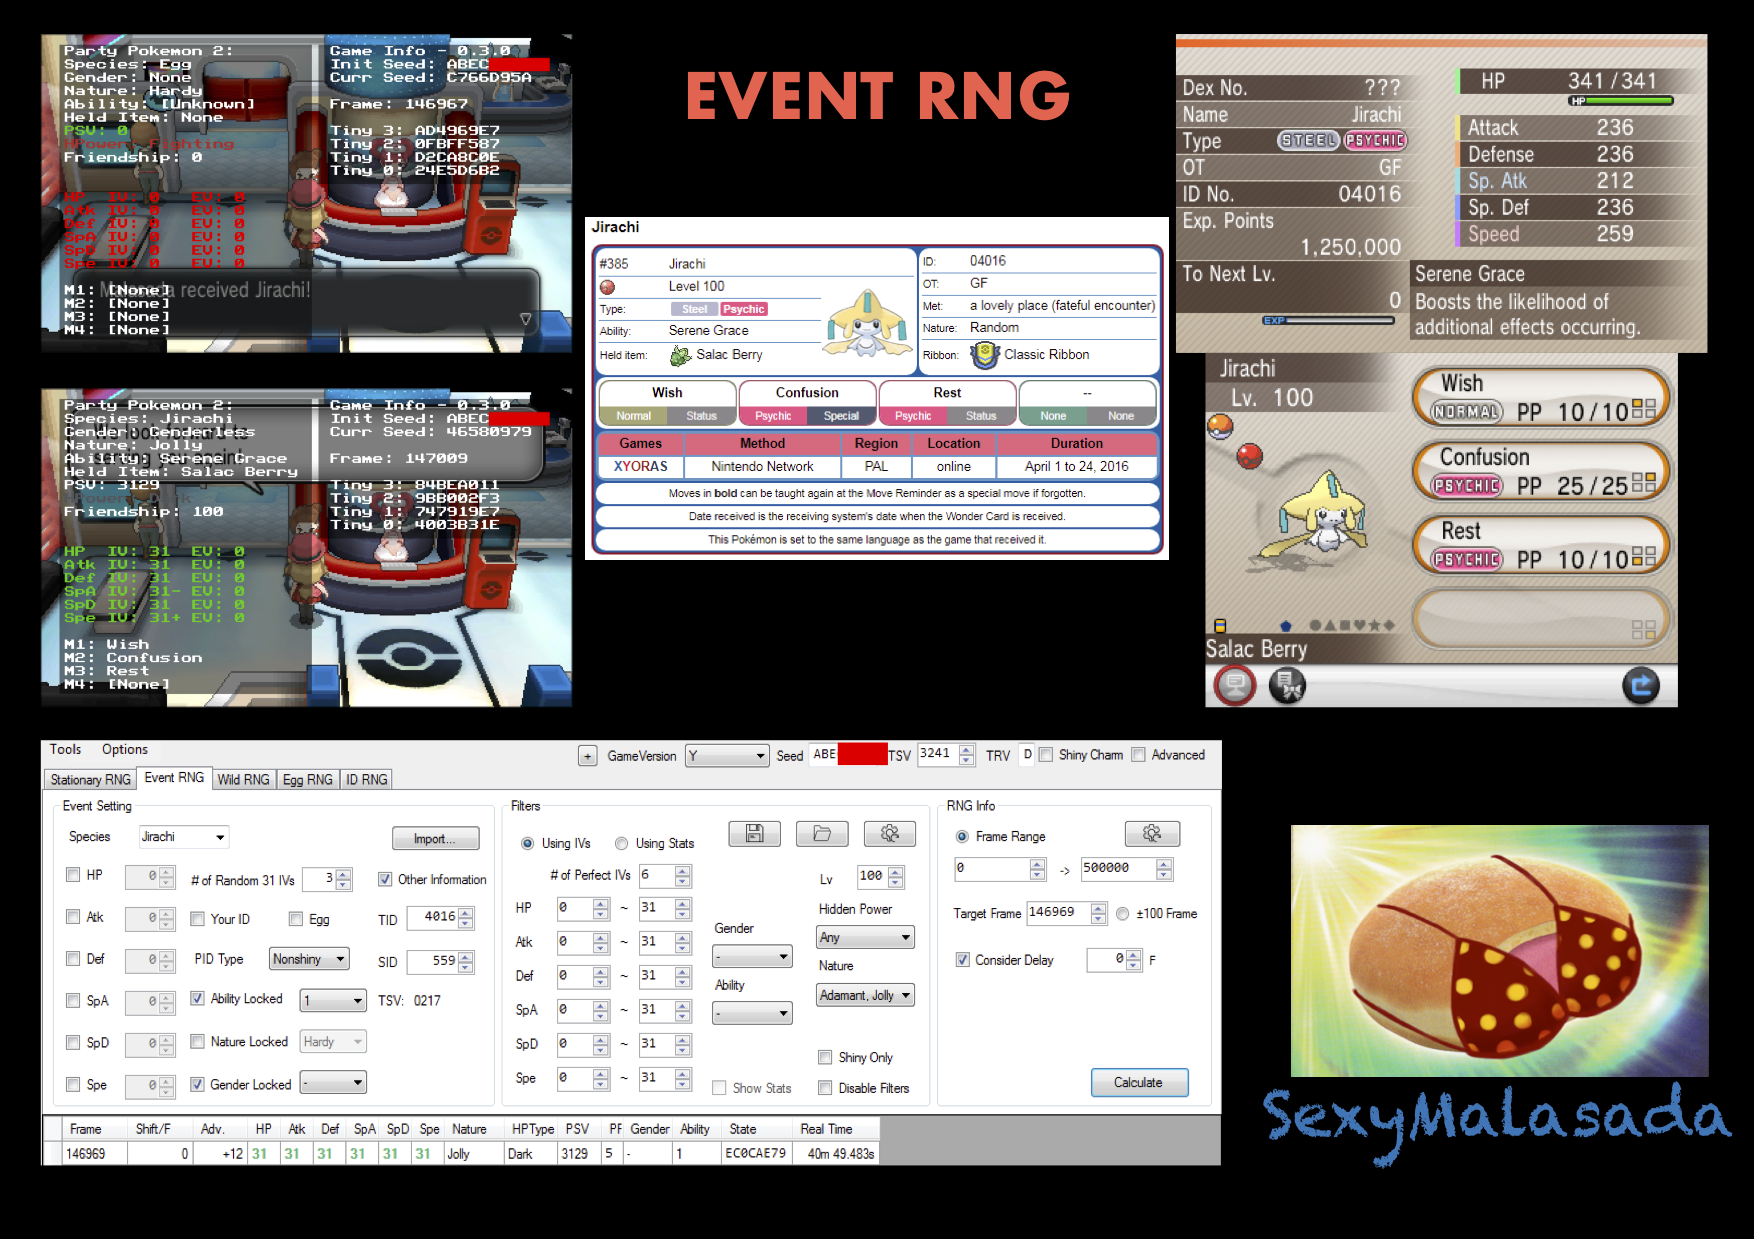 EVENT RNG
Party Pokemon 2:
Species: Egg
Gender: None
Nature: Hardy
Ability: [Unknown]
Held Item: None
PSV: 0
HPower: Fighting
Friendship: 0
HP IV: 0 EV: 0
Atk IV: 0 EV: 0
Def IV: 0 EV: 0
SpA IV: 0 EV: 0
SpD IV: 0 EV: 0
Spe IV: 0 EV: 0
M1: [None]
M2: [None]
M3: [None]
M4: [None]
Game Info - 0.3.0
Init Seed: ABEC
Curr Seed: C766D95A
Frame: 146967
Tiny 3: AD4969E7
Tiny 2: 0FBFF587
Tiny 1: D2CA8C0E
Tiny 0: 24E5D6B2
received Jirachi!
Jirachi
#385 Jirachi
Level 100
Type: Steel Psychic
Ability: Serene Grace
Held item: Salac Berry
ID: 04016
OT: GF
Met: a lovely place (fateful encounter)
Nature: Random
Ribbon: Classic Ribbon
Wish Confusion Rest --
Normal Status Psychic Special Psychic Status None None
Games Method Region Location Duration
XYORAS Nintendo Network PAL online April 1 to 24, 2016
Moves in bold can be taught again at the Move Reminder as a special move if forgotten.
Date received is the receiving system's date when the Wonder Card is received.
This Pokémon is set to the same language as the game that received it.
Dex No. ???
Name Jirachi
Type STEEL PSYCHIC
OT GF
ID No. 04016
Exp. Points
1,250,000
To Next Lv.
0
EXP
HP 341/341
HP
Attack 236
Defense 236
Sp. Atk 212
Sp. Def 236
Speed 259
Serene Grace
Boosts the likelihood of
additional effects occurring.
Jirachi
Lv. 100
Wish
NORMAL PP 10/10
Confusion
PSYCHIC PP 25/25
Rest
PSYCHIC PP 10/10
Salac Berry
Party Pokemon 2:
Species: Jirachi
Gender: Genderless
Nature: Jolly
Ability: Serene Grace
Held Item: Salac Berry
PSV: 3129
HPower: Dark
Friendship: 100
HP IV: 31 EV: 0
Atk IV: 31 EV: 0
Def IV: 31 EV: 0
SpA IV: 31- EV: 0
SpD IV: 31 EV: 0
Spe IV: 31+ EV: 0
M1: Wish
M2: Confusion
M3: Rest
M4: [None]
Game Info - 0.3.0
Init Seed: ABEC
Curr Seed: 46580979
Frame: 147009
Tiny 3: 84BEA011
Tiny 2: 9BB002F3
Tiny 1: 747919E7
Tiny 0: 4003B31E
Tools Options
+ GameVersion Y Seed ABE TSV 3241 TRV D Shiny Charm Advanced
Stationary RNG Event RNG Wild RNG Egg RNG ID RNG
Event Setting
Species Jirachi Import...
HP 0 # of Random 31 IVs 3 Other Information
Atk 0 Your ID Egg TID 4016
Def 0 PID Type Nonshiny SID 559
SpA 0 Ability Locked 1 TSV: 0217
SpD 0 Nature Locked Hardy
Spe 0 Gender Locked -
Filters
Using IVs Using Stats
# of Perfect IVs 6 Lv 100
HP 0 ~ 31
Atk 0 ~ 31
Def 0 ~ 31
SpA 0 ~ 31
SpD 0 ~ 31
Spe 0 ~ 31
Gender
-
Ability
-
Show Stats
Hidden Power
Any
Nature
Adamant, Jolly
Shiny Only
Disable Filters
RNG Info
Frame Range
0 -> 500000
Target Frame 146969 ±100 Frame
Consider Delay 0 F
Calculate
Frame Shift/F Adv. HP Atk Def SpA SpD Spe Nature HPType PSV Gender Ability State Real Time
146969 0 +12 31 31 31 31 31 31 Jolly Dark 3129 5 - 1 EC0CAE79 40m 49.483s
SexyMalasada